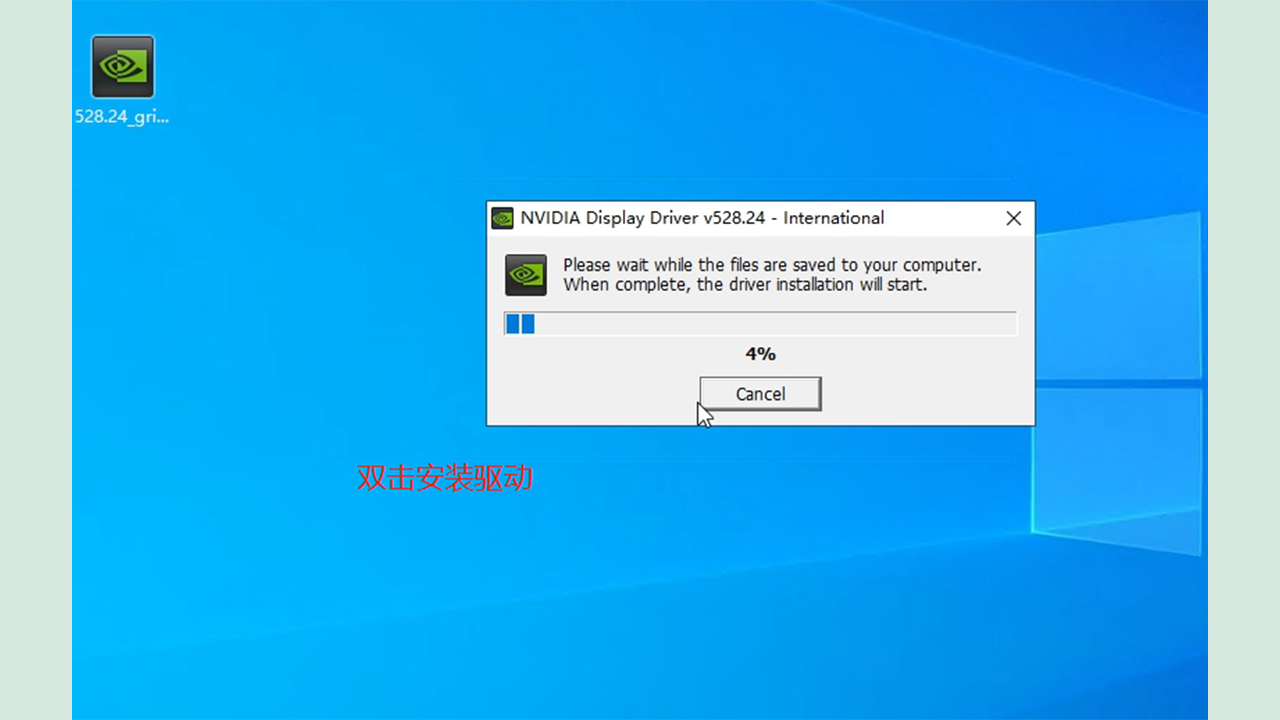 528.24_gri...
NVIDIA Display Driver v528.24 - International
Please wait while the files are saved to your computer.
When complete, the driver installation will start.
4%
Cancel
双击安装驱动